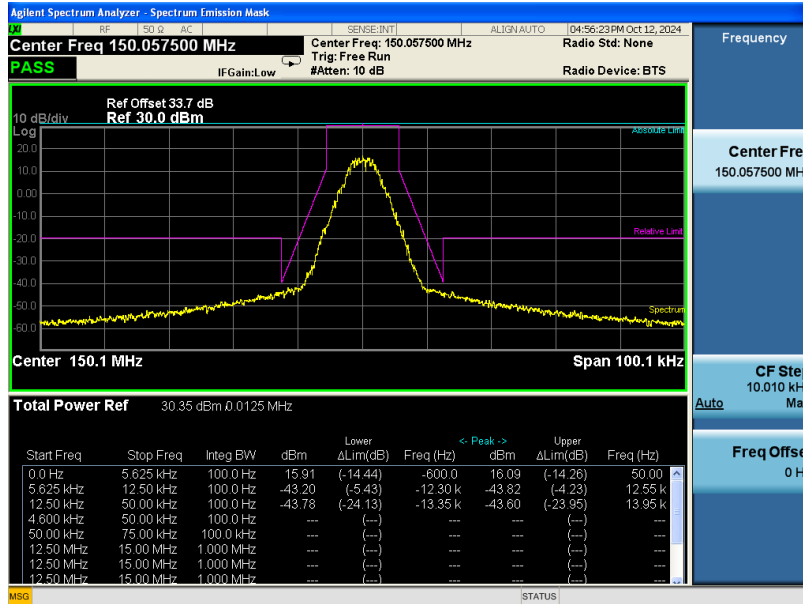 Agilent Spectrum Analyzer - Spectrum Emission Mask
LXI RF 50 Ω AC SENSE:INT ALIGN AUTO 04:56:23 PM Oct 12, 2024
Center Freq 150.057500 MHz Center Freq: 150.057500 MHz Radio Std: None
Trig: Free Run
PASS IFGain:Low #Atten: 10 dB Radio Device: BTS
Frequency
Ref Offset 33.7 dB
10 dB/div Ref 30.0 dBm
Log
Absolute Limit
20.0
10.0
0.00
-10.0
-20.0
-30.0
-40.0
-50.0
-60.0
Relative Limit
Spectrum
Center 150.1 MHz Span 100.1 kHz
Center Fre
150.057500 MH
CF Ste
10.010 kH
Auto Ma
Freq Offse
0 H
Total Power Ref 30.35 dBm /0.0125 MHz
Lower <- Peak -> Upper
Start Freq Stop Freq Integ BW dBm ΔLim(dB) Freq (Hz) dBm ΔLim(dB) Freq (Hz)
0.0 Hz 5.625 kHz 100.0 Hz 15.91 (-14.44) -600.0 16.09 (-14.26) 50.00
5.625 kHz 12.50 kHz 100.0 Hz -43.20 (-5.43) -12.30 k -43.82 (-4.23) 12.55 k
12.50 kHz 50.00 kHz 100.0 Hz -43.78 (-24.13) -13.35 k -43.60 (-23.95) 13.95 k
4.600 kHz 50.00 kHz 100.0 Hz --- (---) --- --- (---) ---
50.00 kHz 75.00 kHz 100.0 kHz --- (---) --- --- (---) ---
12.50 MHz 15.00 MHz 1.000 MHz --- (---) --- --- (---) ---
12.50 MHz 15.00 MHz 1.000 MHz --- (---) --- --- (---) ---
12.50 MHz 15.00 MHz 1.000 MHz --- (---) --- --- (---) ---
MSG STATUS